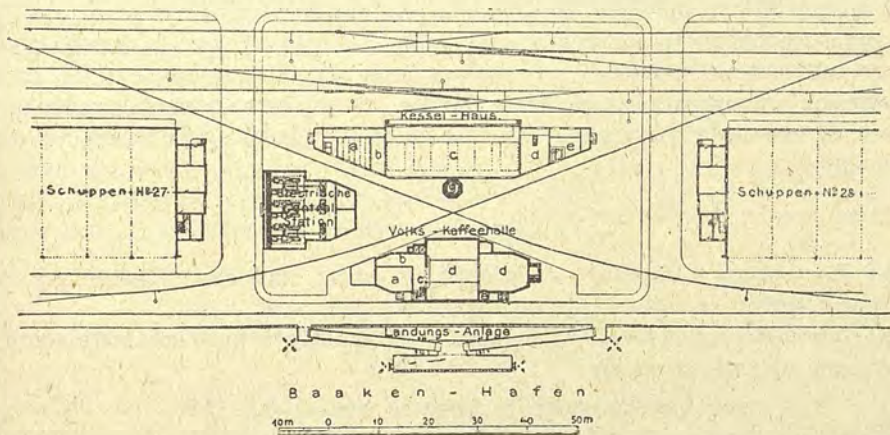 Kessel-Haus
a b c d e
Schuppen No 27
Electrische
Central
Station
Schuppen No 28
Volks-Kaffeehalle
b
a c d d
e
Landungs-Anlage
Baaken-Hafen
10m 0 10 20 30 40 50m